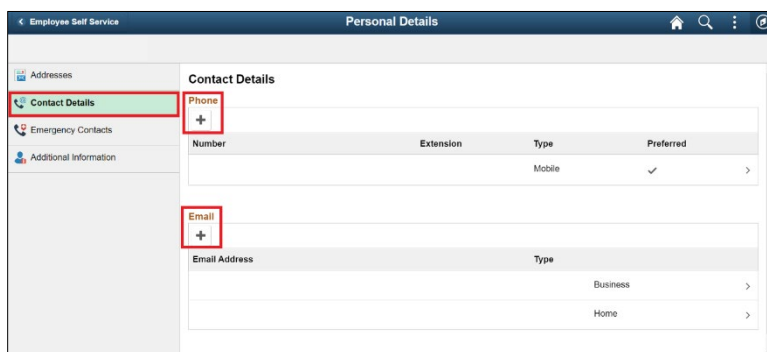 Employee Self Service
Personal Details
Addresses
Contact Details
Emergency Contacts
Additional Information
Contact Details
Phone
+
Number Extension Type Preferred
Mobile
Email
+
Email Address Type
Business
Home